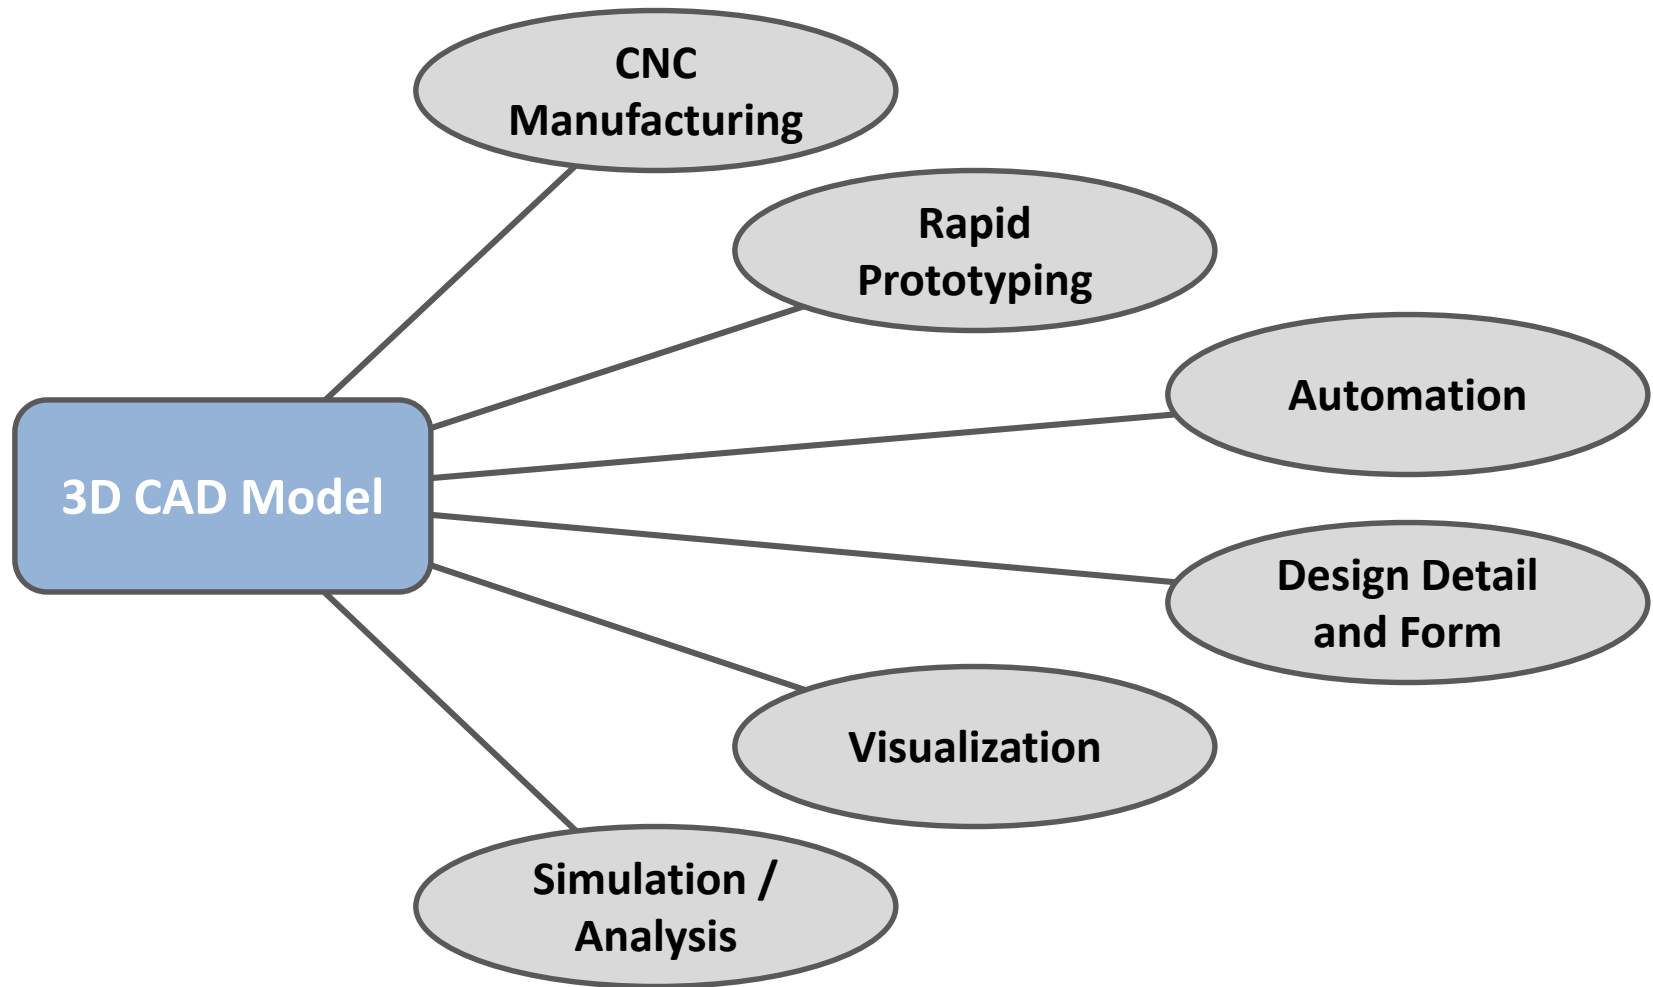 CNC
Manufacturing
Rapid
Prototyping
Automation
3D CAD Model
Design Detail
and Form
Visualization
Simulation /
Analysis